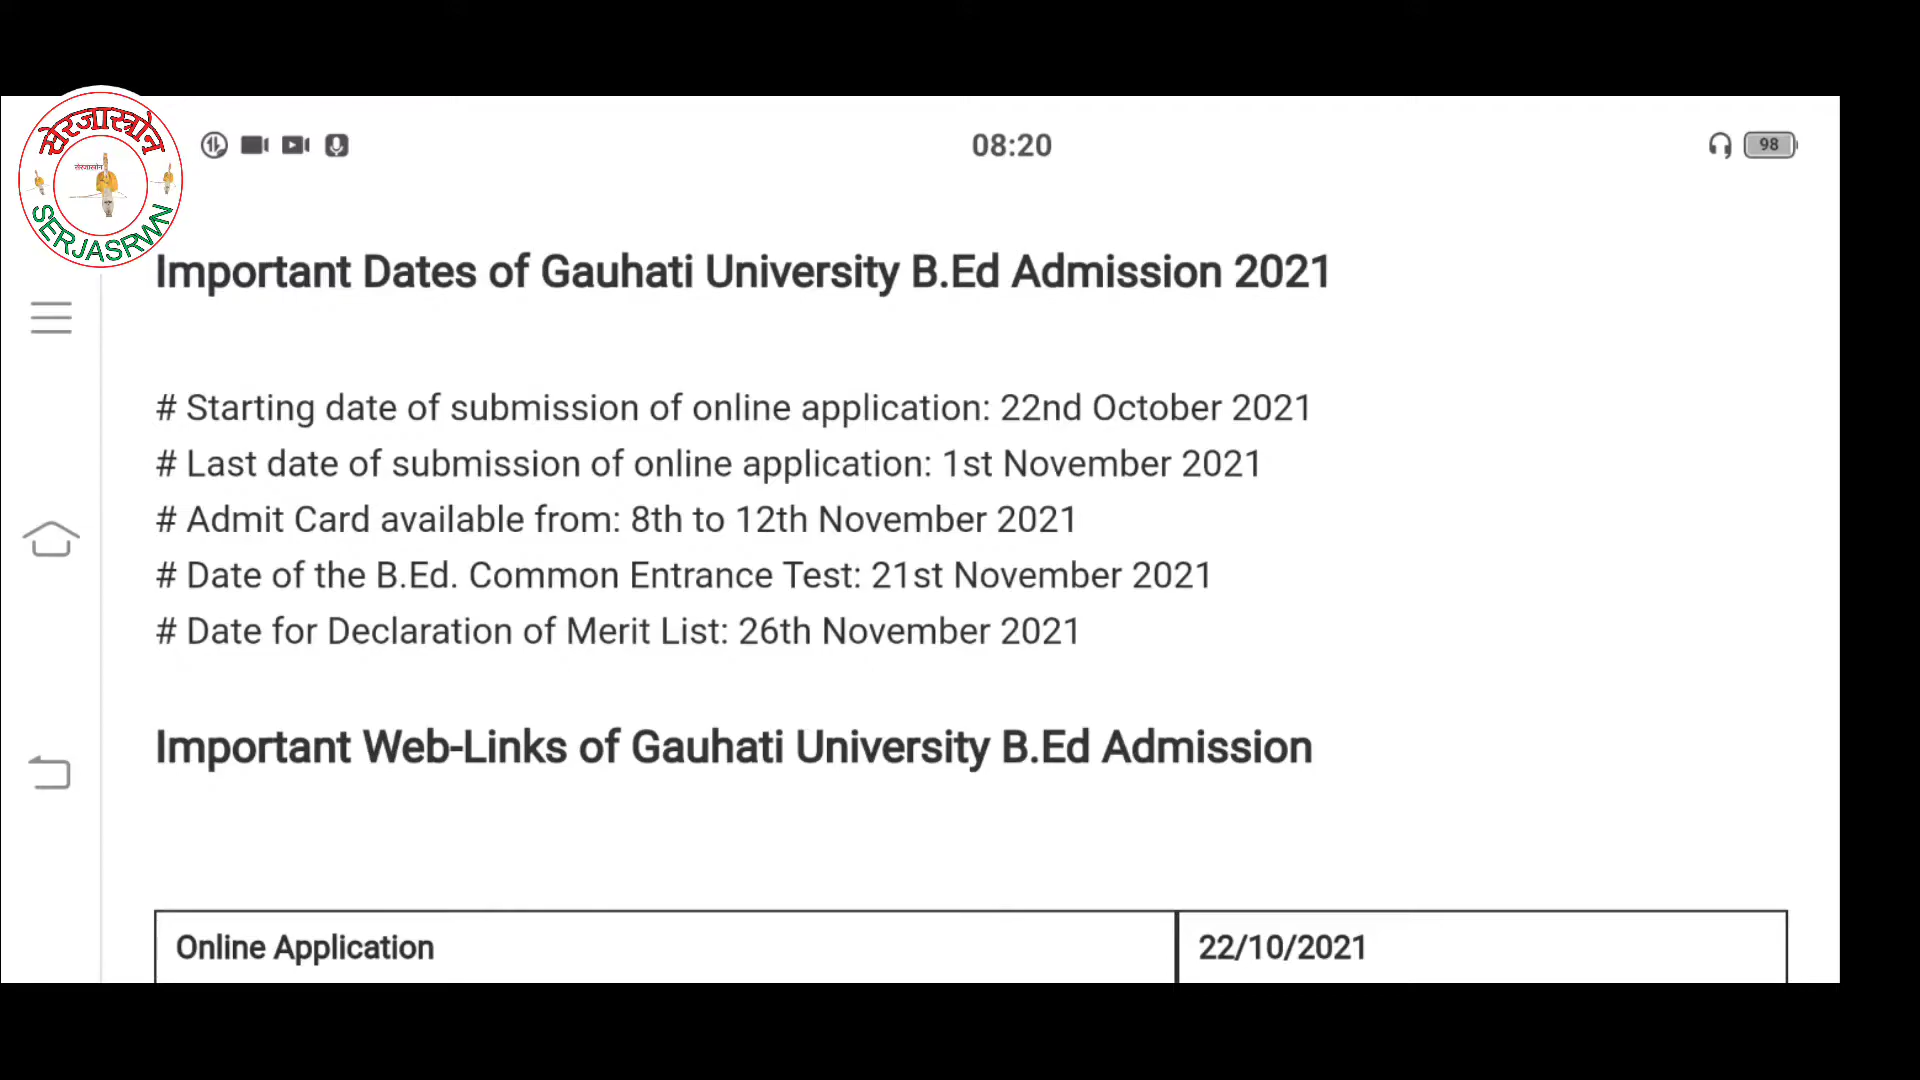 सेरजास्रोन
सेरजास्रोन
SERJASRWN
08:20
98
Important Dates of Gauhati University B.Ed Admission 2021
# Starting date of submission of online application: 22nd October 2021
# Last date of submission of online application: 1st November 2021
# Admit Card available from: 8th to 12th November 2021
# Date of the B.Ed. Common Entrance Test: 21st November 2021
# Date for Declaration of Merit List: 26th November 2021
Important Web-Links of Gauhati University B.Ed Admission
Online Application 22/10/2021